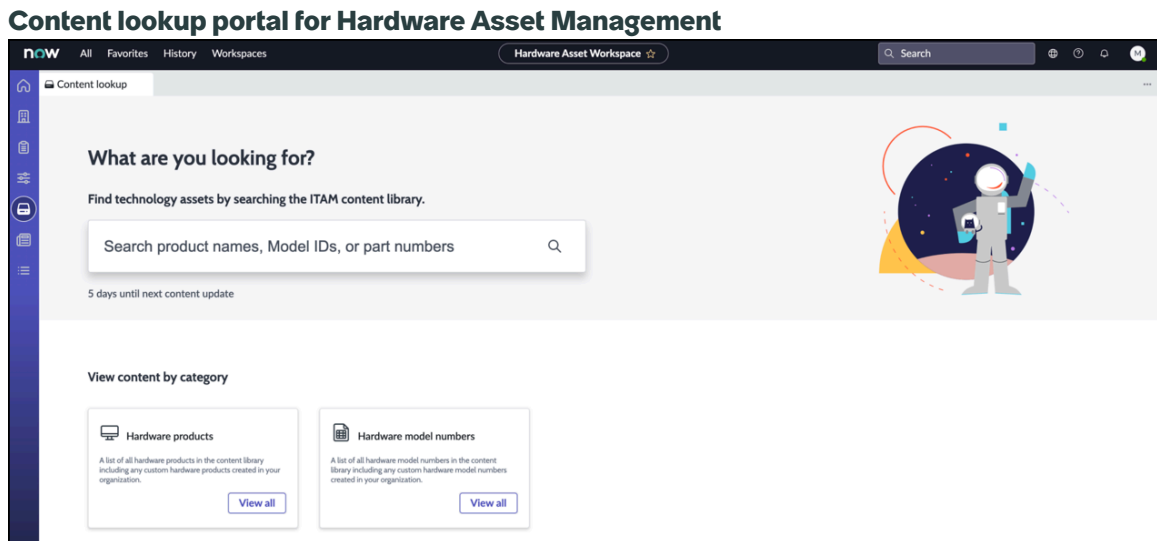 Content lookup portal for Hardware Asset Management
now All Favorites History Workspaces Hardware Asset Workspace ☆ Search M
Content lookup
What are you looking for?
Find technology assets by searching the ITAM content library.
Search product names, Model IDs, or part numbers
5 days until next content update
View content by category
Hardware products
A list of all hardware products in the content library
including any custom hardware products created in your
organization.
View all
Hardware model numbers
A list of all hardware model numbers in the content
library including any custom hardware model numbers
created in your organization.
View all